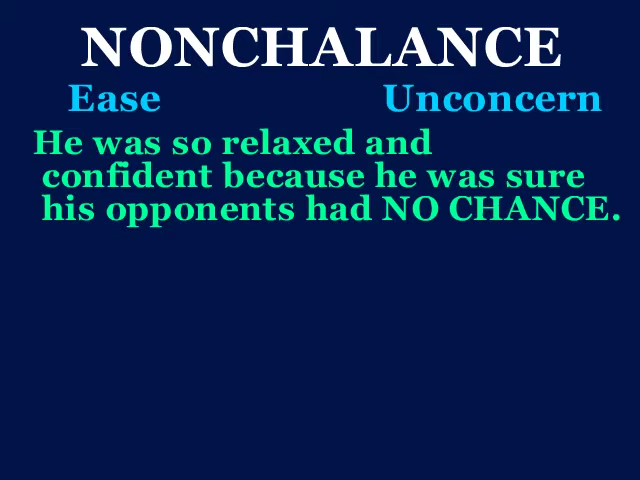 NONCHALANCE
Ease Unconcern
He was so relaxed and
confident because he was sure
his opponents had NO CHANCE.